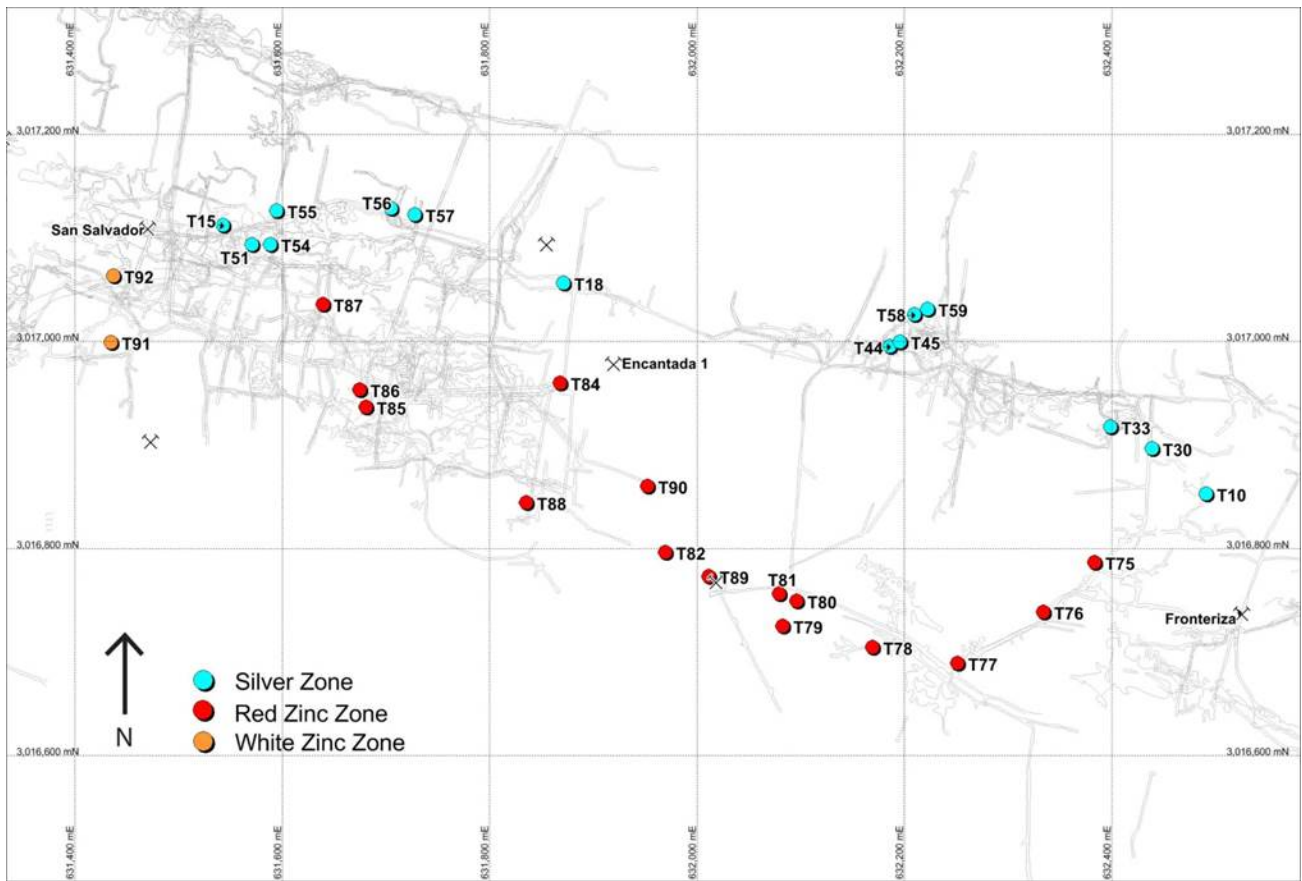 631,400 mE
631,600 mE
631,800 mE
632,000 mE
632,200 mE
632,400 mE
3,017,200 mN
3,017,200 mN
T56
T57
T55
T15
San Salvador
T51
T54
T92
T18
T87
T58
T59
T91
3,017,000 mN
T44
T45
3,017,000 mN
Encantada 1
T86
T84
T85
T33
T30
T90
T10
T88
3,016,800 mN
T82
3,016,800 mN
T75
T89
T81
T80
T76
Fronteriza
T79
T78
T77
Silver Zone
Red Zinc Zone
White Zinc Zone
N
3,016,600 mN
3,016,600 mN
631,400 mE
631,600 mE
631,800 mE
632,000 mE
632,200 mE
632,400 mE